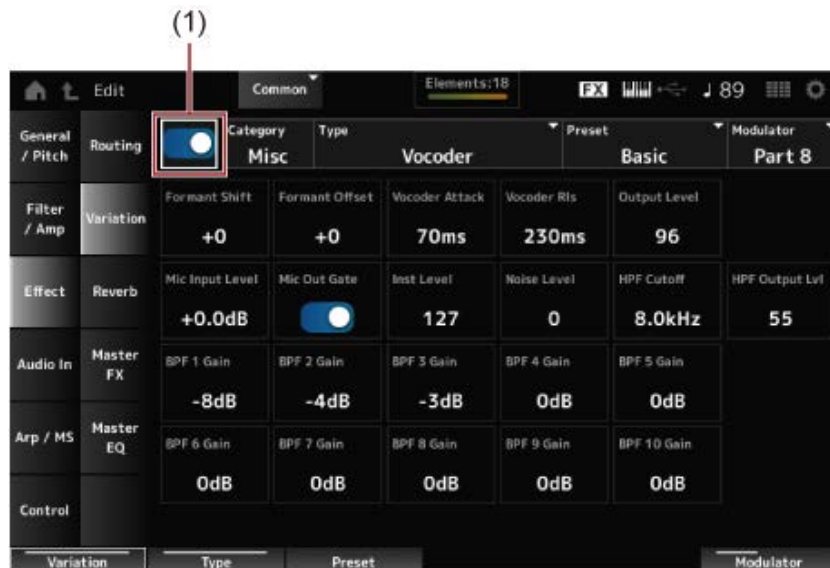 (1)
Edit
Common
Elements:18
FX
♩ 89
General / Pitch
Filter / Amp
Effect
Audio In
Arp / MS
Control
Routing
Variation
Reverb
Master FX
Master EQ
Category
Misc
Type
Vocoder
Preset
Basic
Modulator
Part 8
Formant Shift
+0
Formant Offset
+0
Vocoder Attack
70ms
Vocoder Rls
230ms
Output Level
96
Mic Input Level
+0.0dB
Mic Out Gate
Inst Level
127
Noise Level
0
HPF Cutoff
8.0kHz
HPF Output Lvl
55
BPF 1 Gain
-8dB
BPF 2 Gain
-4dB
BPF 3 Gain
-3dB
BPF 4 Gain
0dB
BPF 5 Gain
0dB
BPF 6 Gain
0dB
BPF 7 Gain
0dB
BPF 8 Gain
0dB
BPF 9 Gain
0dB
BPF 10 Gain
0dB
Variation
Type
Preset
Modulator